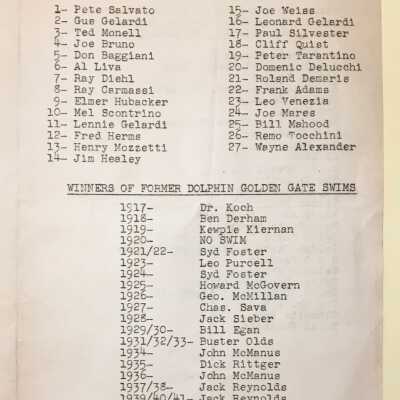 1- Pete Salvato
2- Gus Gelardi
3- Ted Monell
4- Joe Bruno
5- Don Baggiani
6- Al Liva
7- Ray Diehl
8- Ray Carmassi
9- Elmer Hubacker
10- Mel Scontrino
11- Lennie Gelardi
12- Fred Herms
13- Henry Mozzetti
14- Jim Healey
15- Joe Weiss
16- Leonard Gelardi
17- Paul Silvester
18- Cliff Quist
19- Peter Tarantino
20- Domenic Delucchi
21- Roland Demaris
22- Frank Adams
23- Leo Venezia
24- Joe Mares
25- Bill Mahood
26- Remo Tocchini
27- Wayne Alexander
WINNERS OF FORMER DOLPHIN GOLDEN GATE SWIMS
1917- Dr. Koch
1918- Ben Derham
1919- Kewpie Kiernan
1920- NO SWIM
1921/22- Syd Foster
1923- Leo Purcell
1924- Syd Foster
1925- Howard McGovern
1926- Geo. McMillan
1927- Chas. Sava
1928- Jack Sieber
1929/30- Bill Egan
1931/32/33- Buster Olds
1934- John McManus
1935- Dick Rittger
1936- John McManus
1937/38- Jack Reynolds
1939/40/41- Jack Reynolds